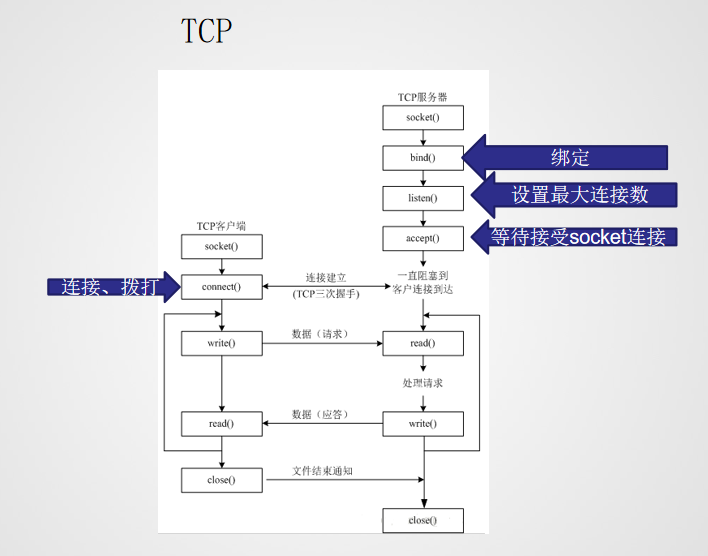 TCP
TCP服务器
socket()
bind()
绑定
listen()
设置最大连接数
accept()
等待接受socket连接
TCP客户端
socket()
connect()
连接、拨打
连接建立
(TCP三次握手)
一直阻塞到
客户连接到达
write()
数据（请求）
read()
处理请求
read()
数据（应答）
write()
close()
文件结束通知
close()